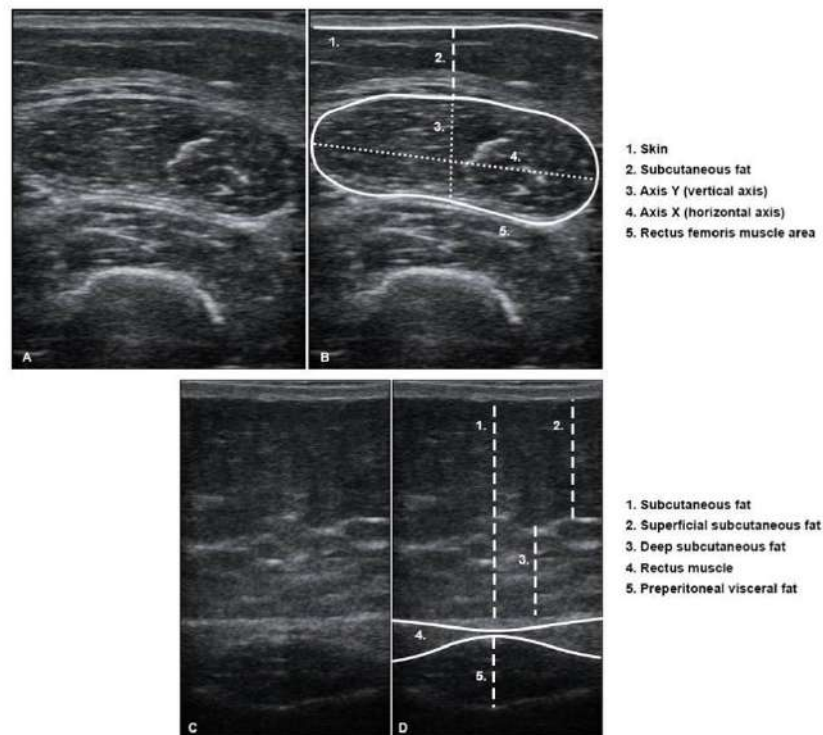 1.
2.
3.
4.
5.
A
B
1. Skin
2. Subcutaneous fat
3. Axis Y (vertical axis)
4. Axis X (horizontal axis)
5. Rectus femoris muscle area
1.
2.
3.
4.
5.
C
D
1. Subcutaneous fat
2. Superficial subcutaneous fat
3. Deep subcutaneous fat
4. Rectus muscle
5. Preperitoneal visceral fat